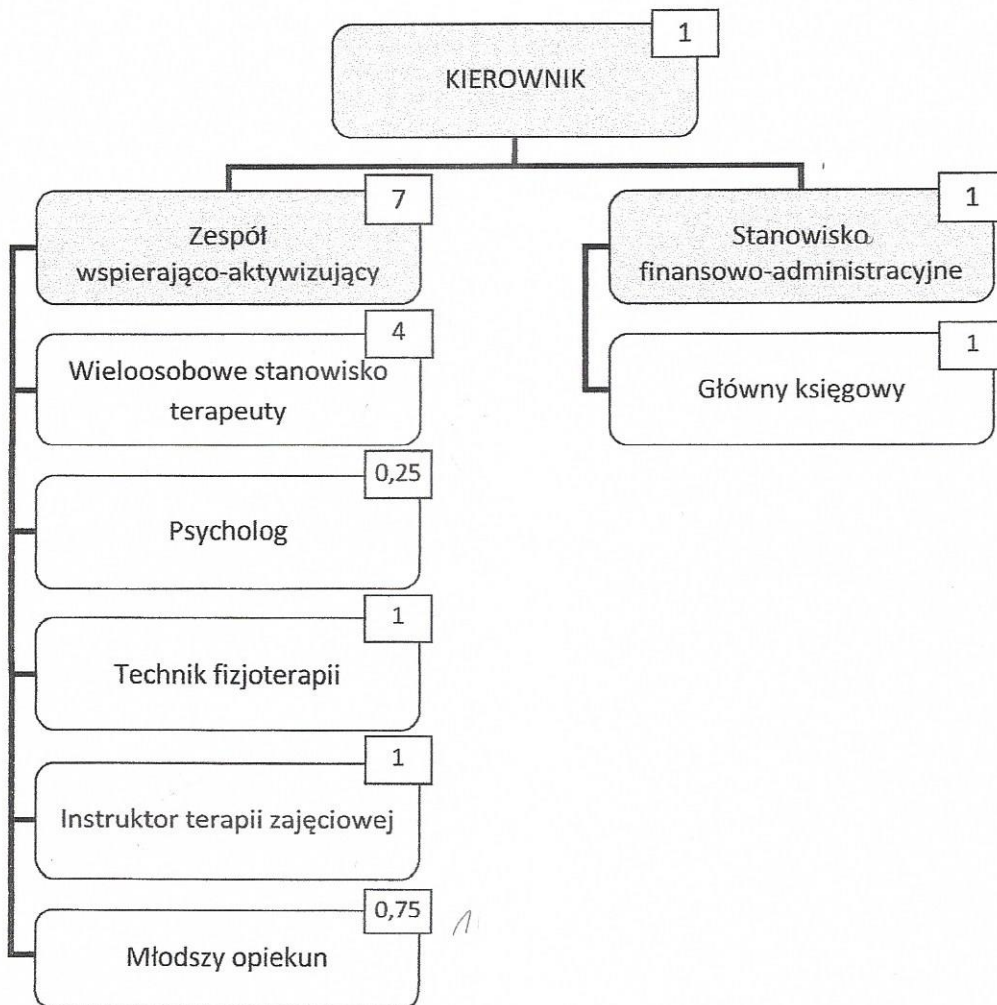 1
KIEROWNIK
7
Zespół
wspierająco-aktywizujący
4
Wieloosobowe stanowisko
terapeuty
0,25
Psycholog
1
Technik fizjoterapii
1
Instruktor terapii zajęciowej
0,75
Młodszy opiekun
1
Stanowisko
finansowo-administracyjne
1
Główny księgowy